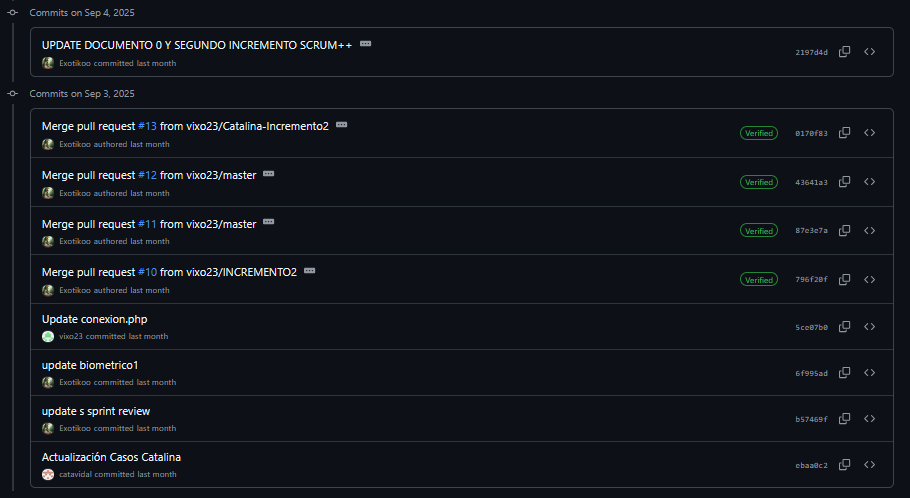 Commits on Sep 4, 2025
UPDATE DOCUMENTO 0 Y SEGUNDO INCREMENTO SCRUM++
2197d4d
Exotikoo committed last month
Commits on Sep 3, 2025
Merge pull request #13 from vixo23/Catalina-Incremento2
Verified 0170f83
Exotikoo authored last month
Merge pull request #12 from vixo23/master
Verified 43641a3
Exotikoo authored last month
Merge pull request #11 from vixo23/master
Verified 87e3e7a
Exotikoo authored last month
Merge pull request #10 from vixo23/INCREMENTO2
Verified 796f20f
Exotikoo authored last month
Update conexion.php
5ce07b0
vixo23 committed last month
update biometrico1
6f995ad
Exotikoo committed last month
update s sprint review
b57469f
Exotikoo committed last month
Actualización Casos Catalina
ebaa0c2
catavidal committed last month